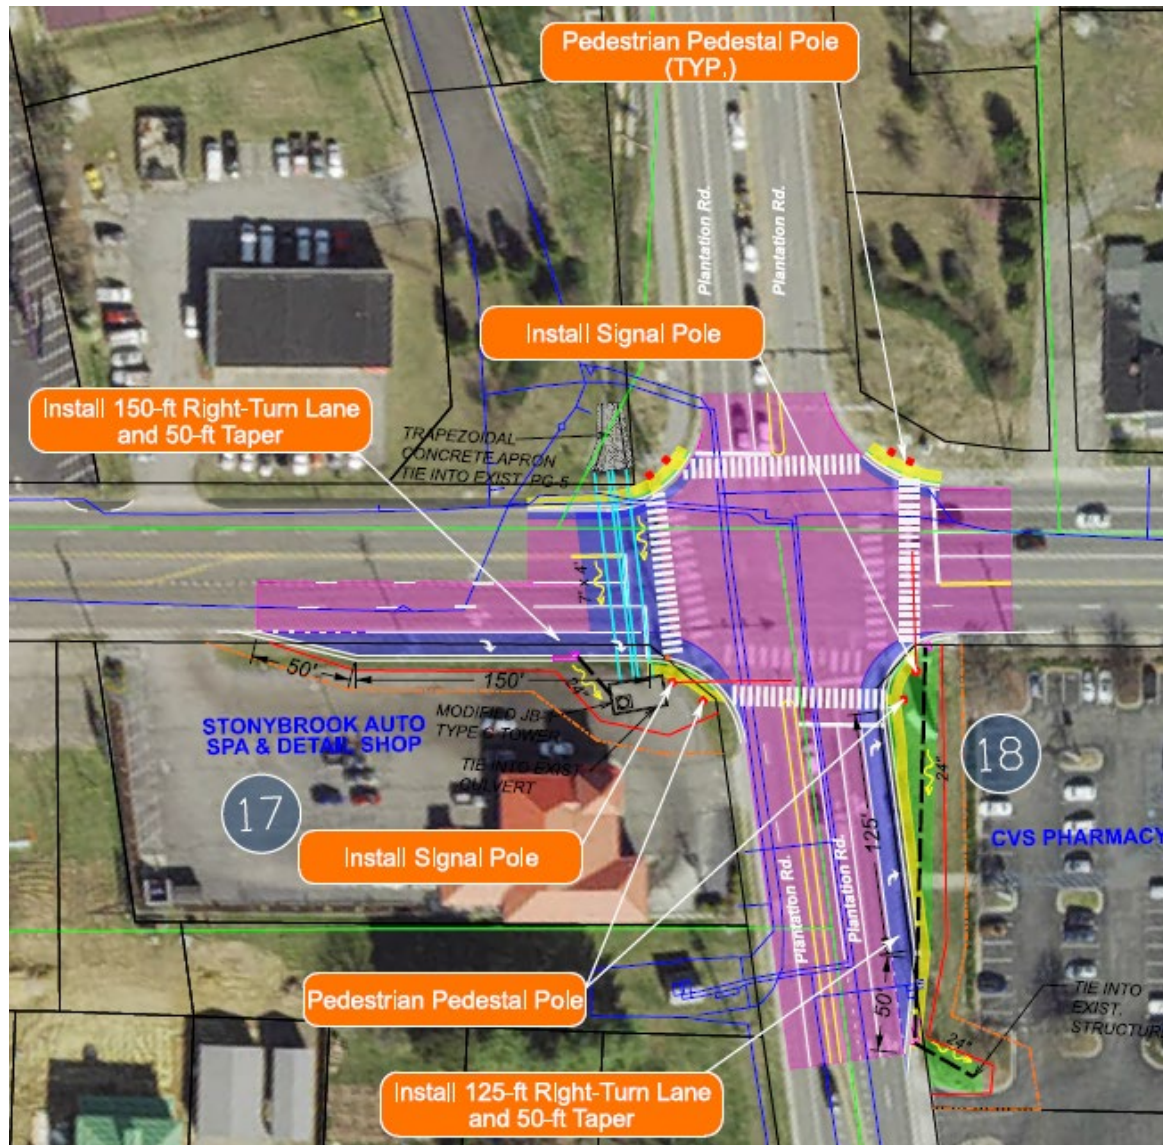 Pedestrian Pedestal Pole
(TYP.)
Plantation Rd.
Plantation Rd.
Install Signal Pole
Install 150-ft Right-Turn Lane
and 50-ft Taper
TRAPEZOIDAL
CONCRETE APRON
TIE INTO EXIST. PG-5
7' X 4'
50'
150'
24"
STONYBROOK AUTO
SPA & DETAIL SHOP
MODIFIED JB-1
TYPE C TOWER
TIE INTO EXIST.
CULVERT
17
18
24"
CVS PHARMACY
125'
Install Signal Pole
Plantation Rd.
Plantation Rd.
Pedestrian Pedestal Pole
50'
TIE INTO
EXIST.
STRUCTURE
24"
Install 125-ft Right-Turn Lane
and 50-ft Taper